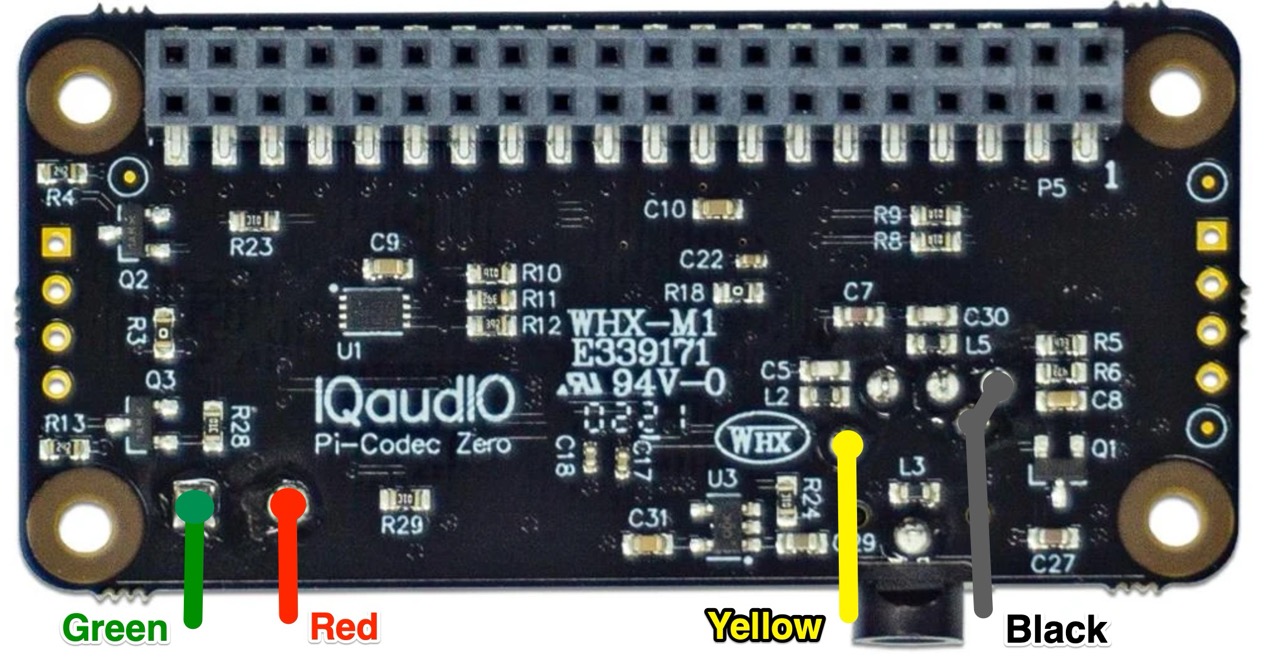 1
P5
R4
C10
R9
R23
R8
C9
Q2
C22
R10
R18
R11
C7
WHX-M1
C30
R12
R3
E339171
L5
R5
U1
94V-0
C5
R6
Q3
IQaudIO
L2
C8
0221
R13
R28
Pi-Codec Zero
WHX
Q1
C18
C17
L3
U3
R24
R29
C31
C29
C27
Green
Red
Yellow
Black